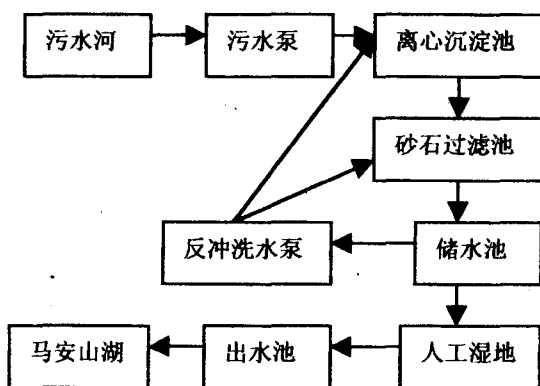 污水河
污水泵
离心沉淀池
砂石过滤池
反冲洗水泵
储水池
马安山湖
出水池
人工湿地